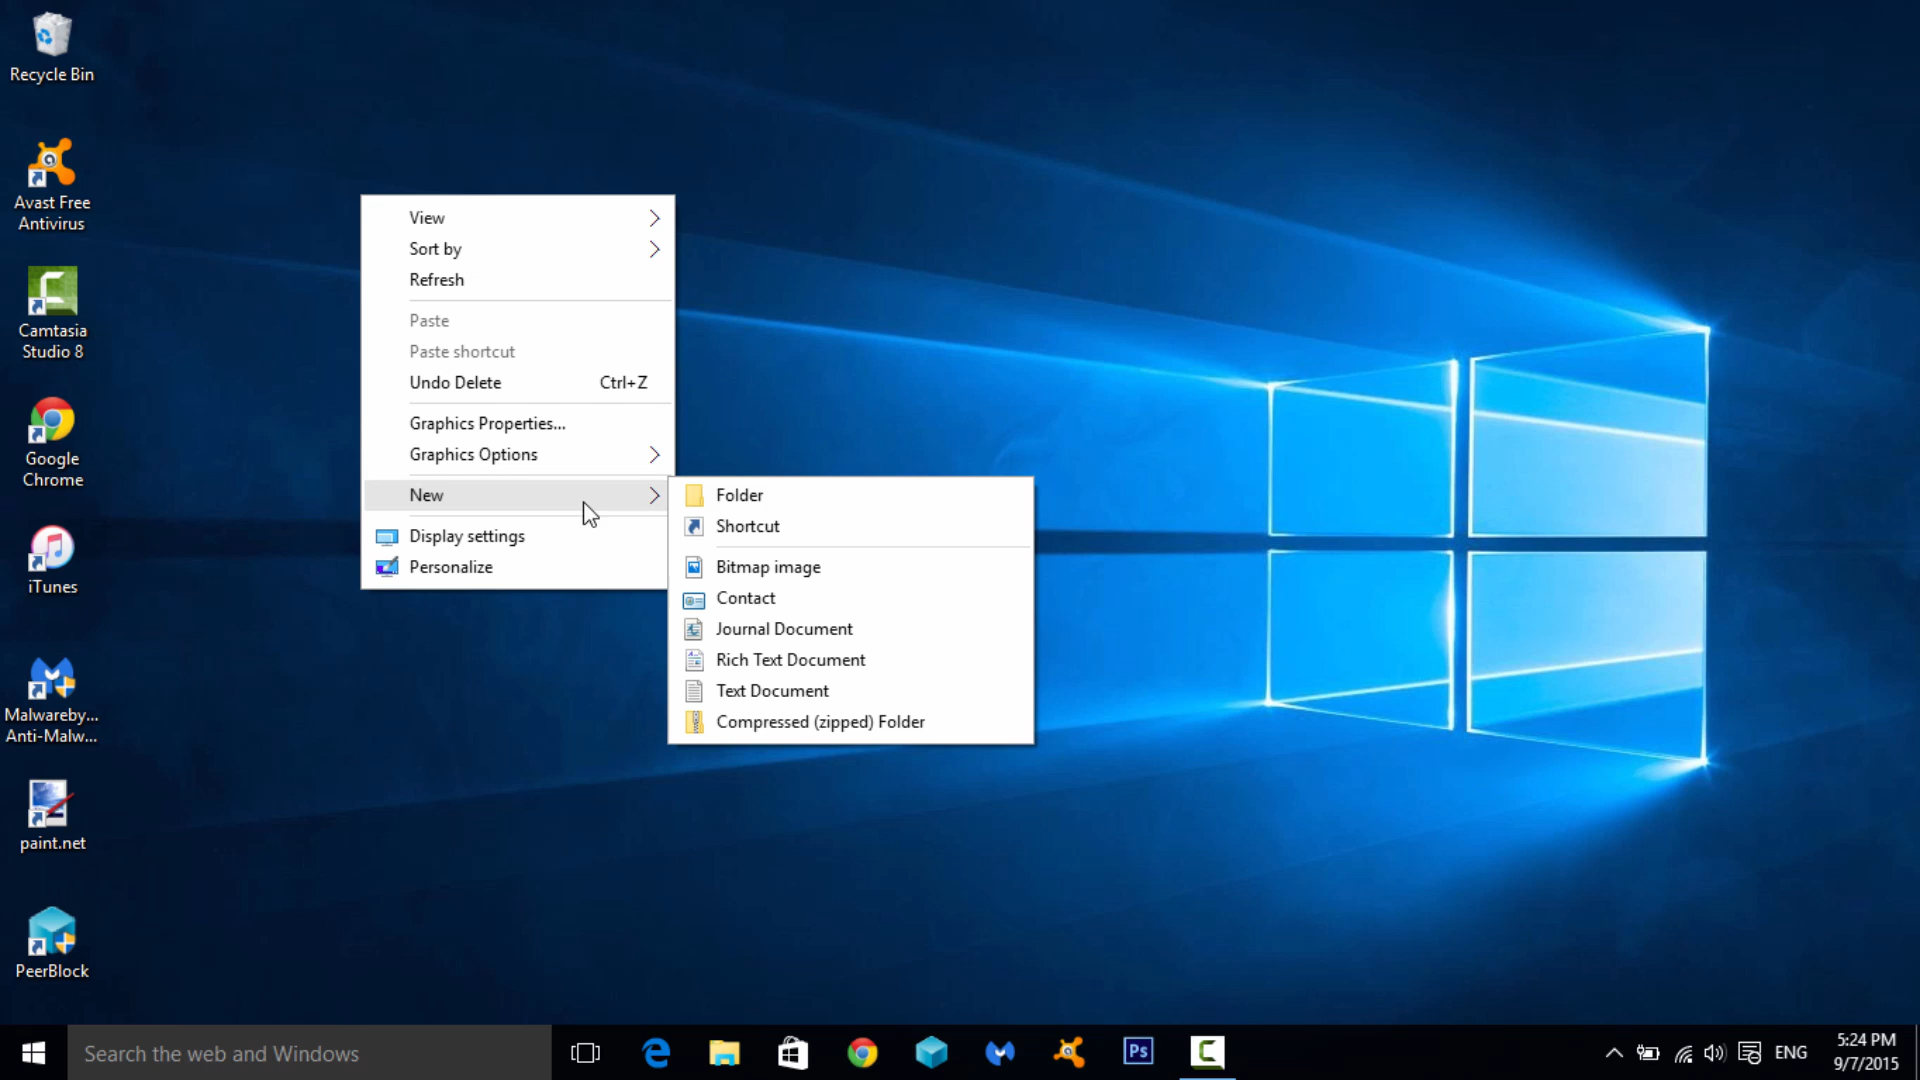 Recycle Bin
Avast Free
Antivirus
Camtasia
Studio 8
Google
Chrome
iTunes
Malwareby...
Anti-Malw...
paint.net
PeerBlock
View
Sort by
Refresh
Paste
Paste shortcut
Undo Delete Ctrl+Z
Graphics Properties...
Graphics Options
New
Display settings
Personalize
Folder
Shortcut
Bitmap image
Contact
Journal Document
Rich Text Document
Text Document
Compressed (zipped) Folder
Search the web and Windows
Ps
ENG
5:24 PM
9/7/2015